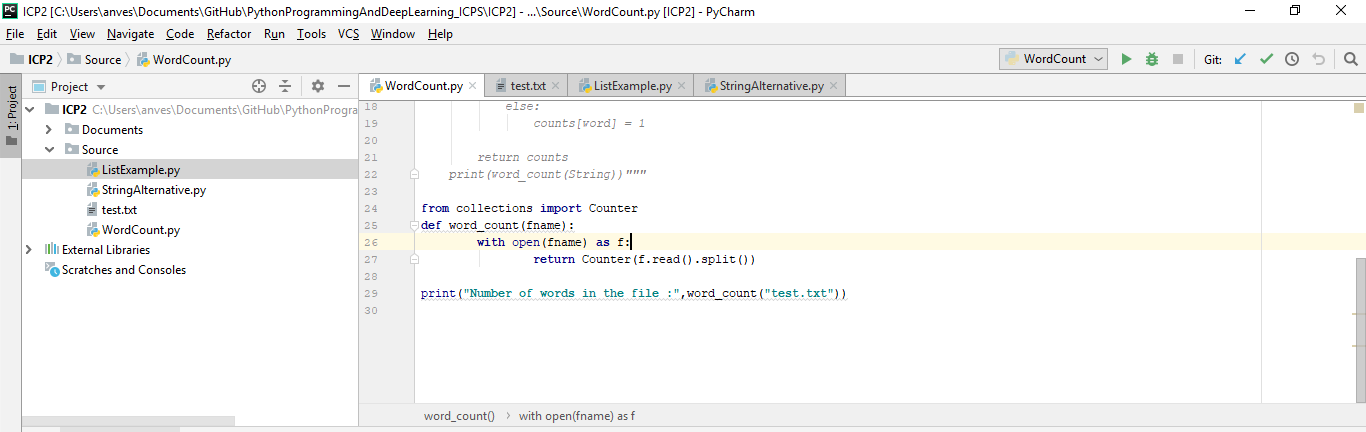 ICP2 [C:\Users\anves\Documents\GitHub\PythonProgrammingAndDeepLearning_ICPS\ICP2] - ...\Source\WordCount.py [ICP2] - PyCharm
File Edit View Navigate Code Refactor Run Tools VCS Window Help
ICP2 Source WordCount.py WordCount Git:
1: Project
Project
WordCount.py test.txt ListExample.py StringAlternative.py
ICP2 C:\Users\anves\Documents\GitHub\PythonProgra
Documents
Source
ListExample.py
StringAlternative.py
test.txt
WordCount.py
External Libraries
Scratches and Consoles
18 else:
19 counts[word] = 1
20
21 return counts
22 print(word_count(String))"""
23
24 from collections import Counter
25 def word_count(fname):
26 with open(fname) as f:
27 return Counter(f.read().split())
28
29 print("Number of words in the file :",word_count("test.txt"))
30
word_count() with open(fname) as f